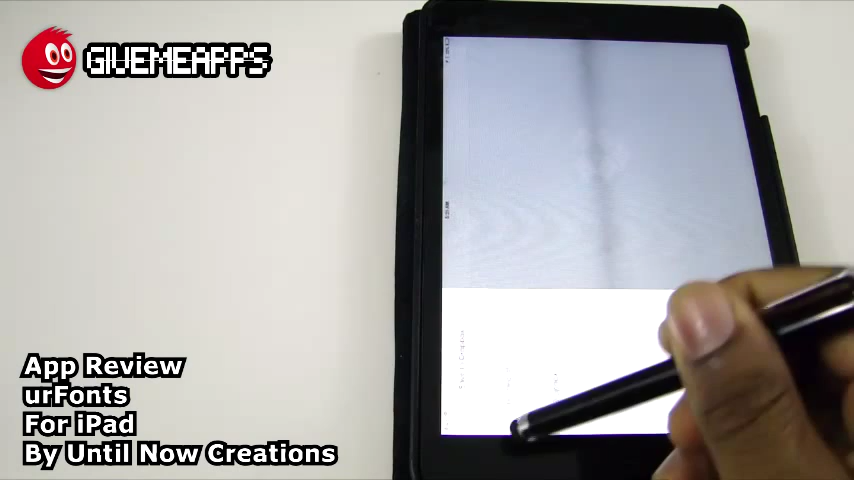 GIVEMEAPPS
App Review
urFonts
For iPad
By Until Now Creations